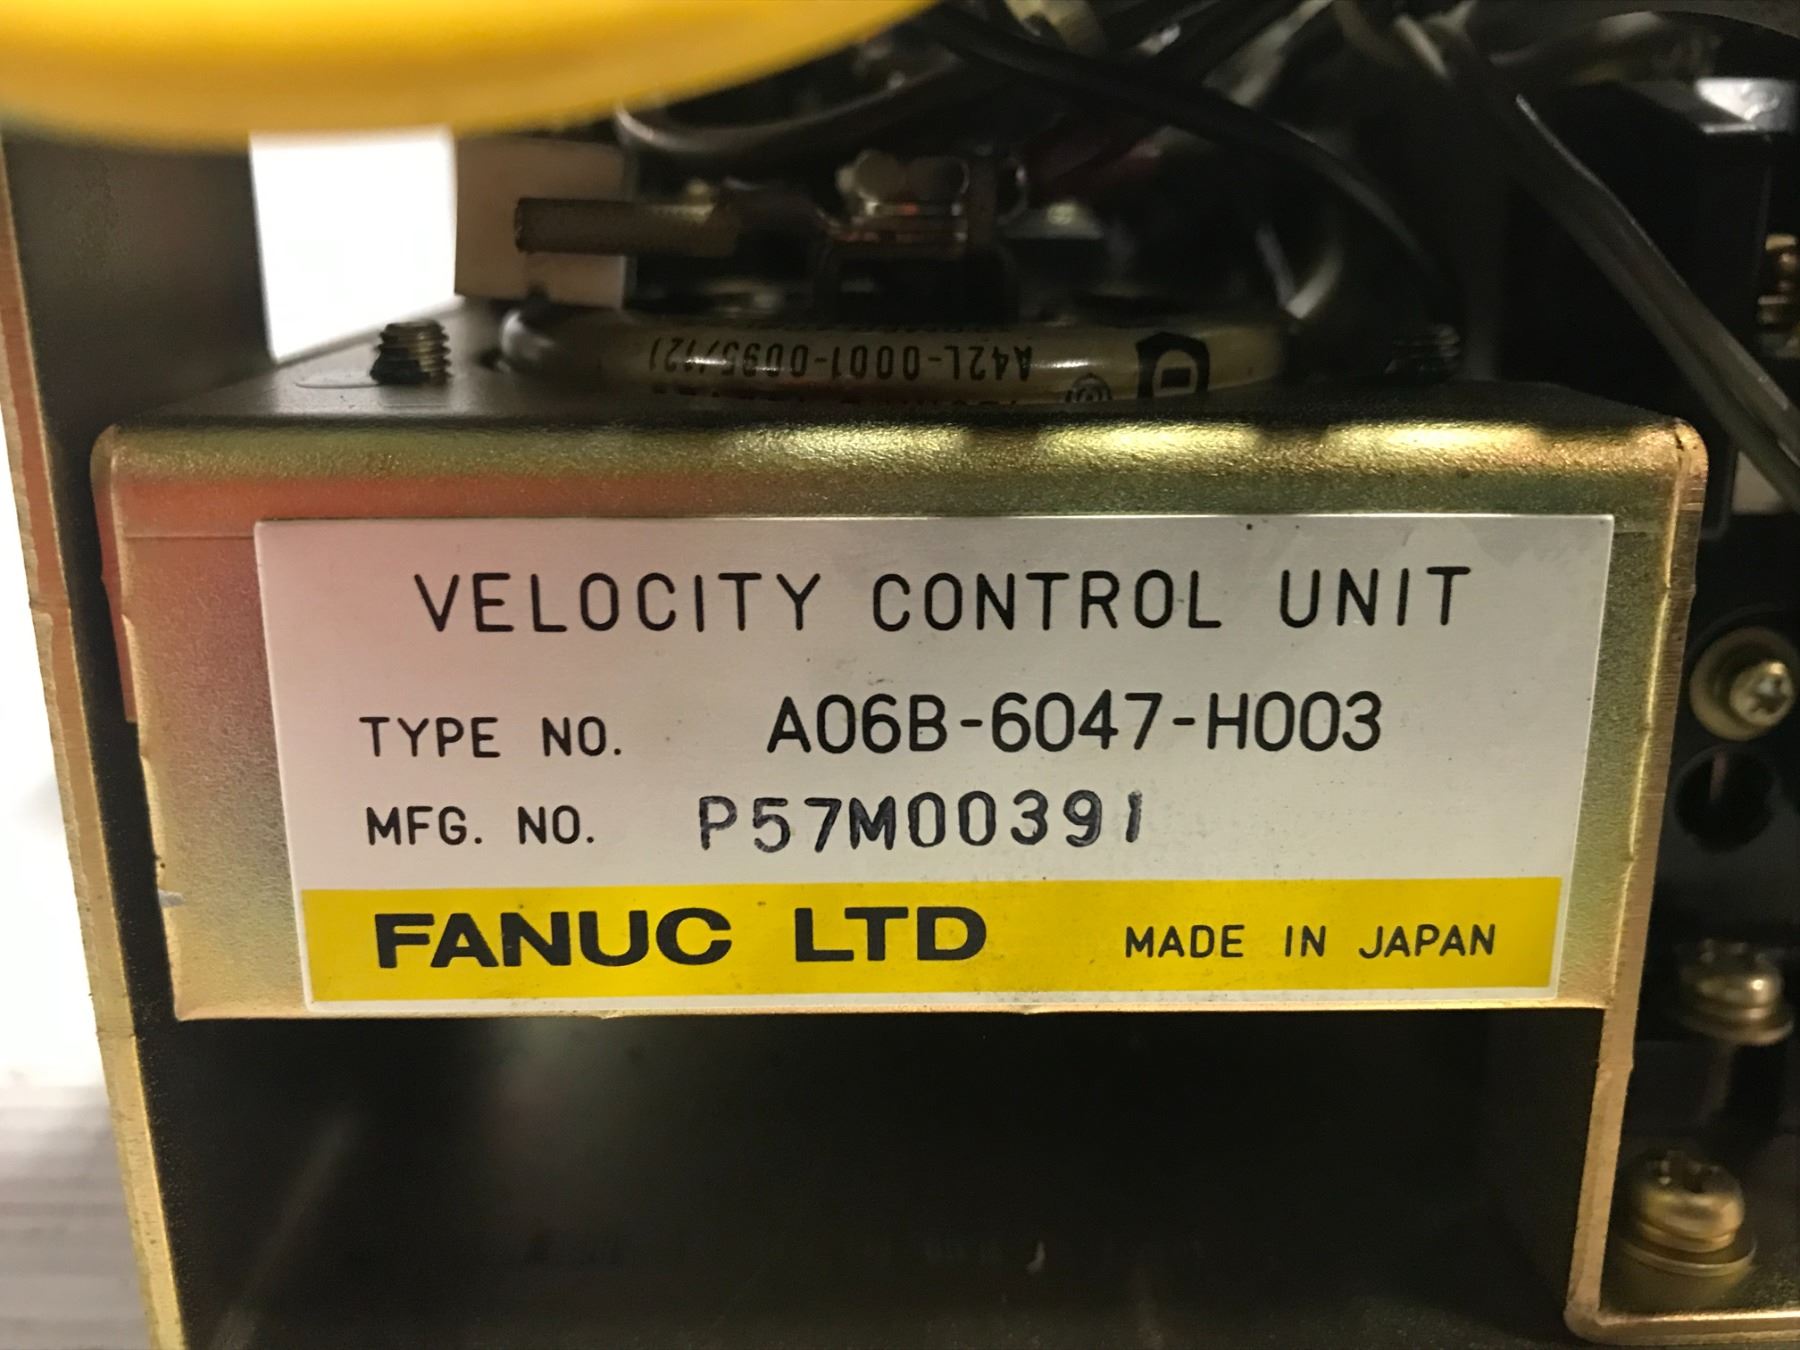 A42L-0001-0095/121
VELOCITY CONTROL UNIT
TYPE NO. A06B-6047-H003
MFG. NO. P57M00391
FANUC LTD MADE IN JAPAN